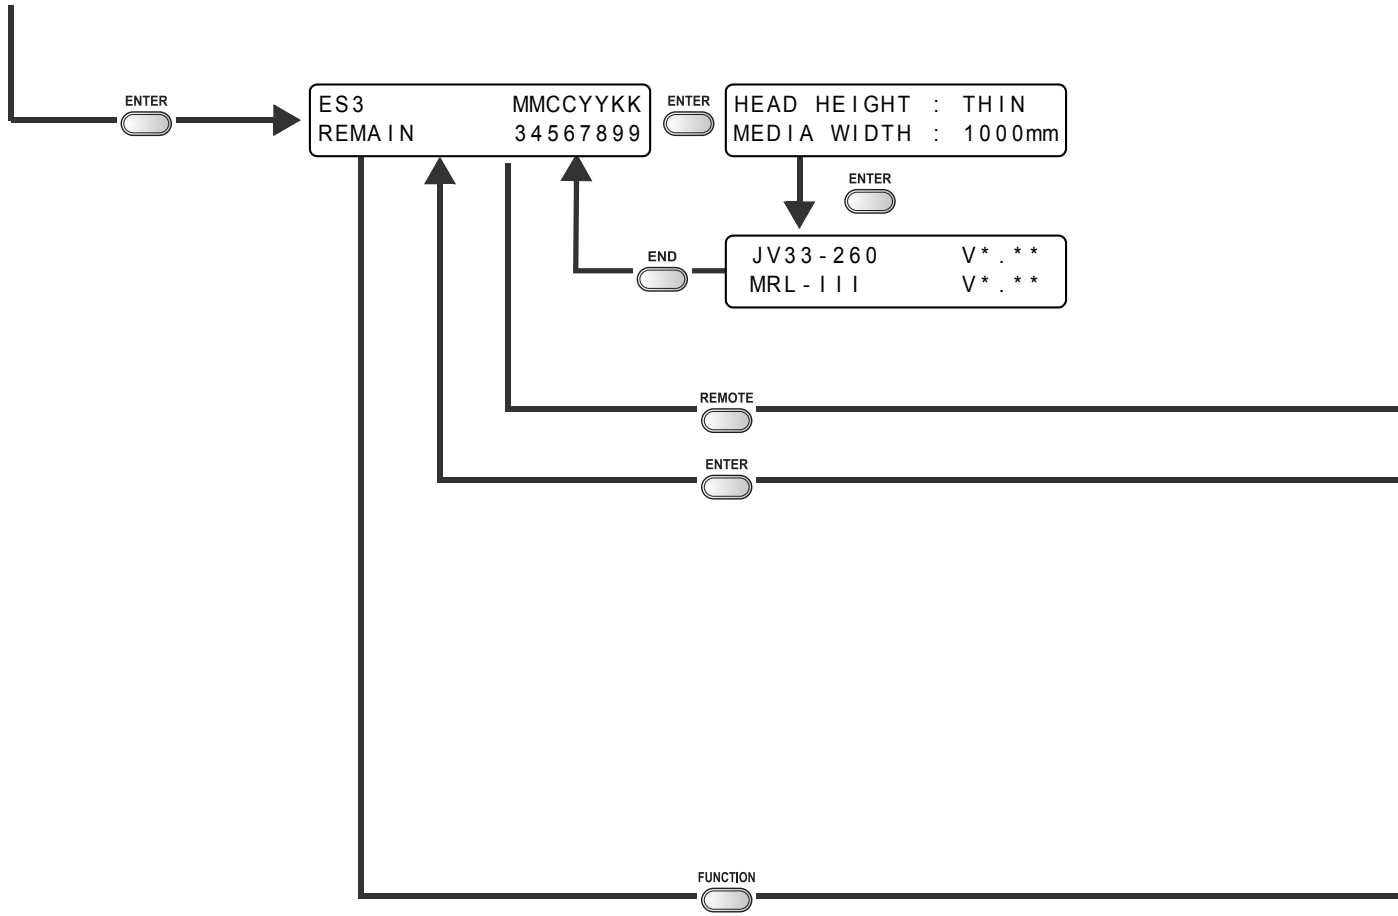 ENTER
ES3 MMCCYYKK
REMAIN 34567899
ENTER
HEAD HEIGHT : THIN
MEDIA WIDTH : 1000mm
ENTER
JV33-260 V*.**
MRL-III V*.**
END
REMOTE
ENTER
FUNCTION